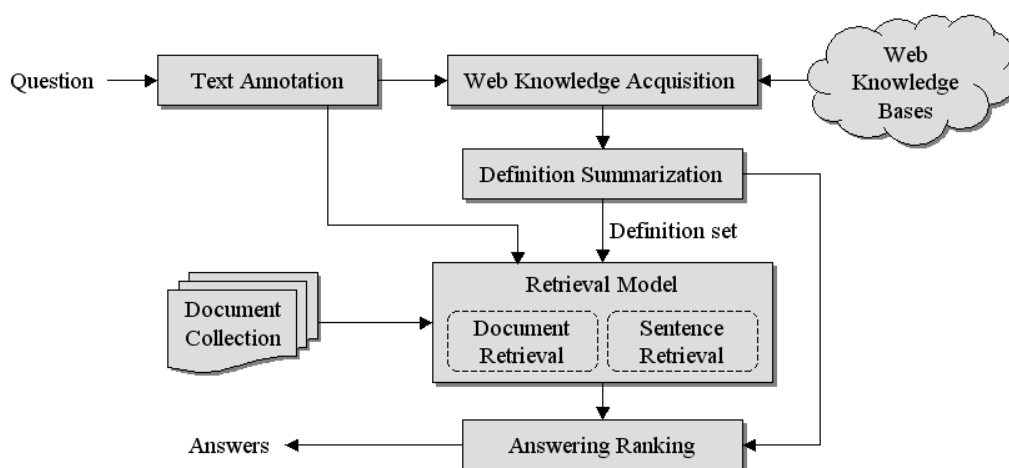 Question
Text Annotation
Web Knowledge Acquisition
Web
Knowledge
Bases
Definition Summarization
Definition set
Retrieval Model
Document
Collection
Document
Retrieval
Sentence
Retrieval
Answers
Answering Ranking